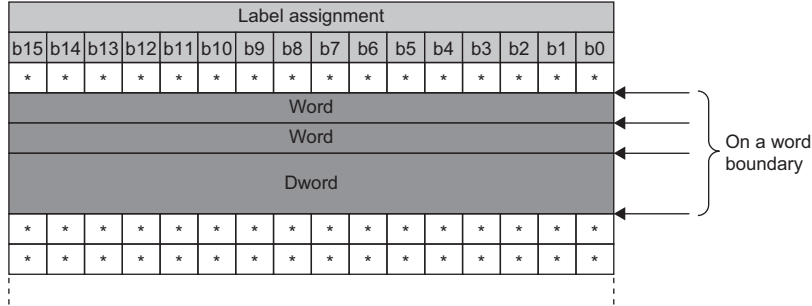 Label assignment
b15 b14 b13 b12 b11 b10 b9 b8 b7 b6 b5 b4 b3 b2 b1 b0
* * * * * * * * * * * * * * * *
Word
Word
Dword
On a word
boundary
* * * * * * * * * * * * * * * *
* * * * * * * * * * * * * * * *